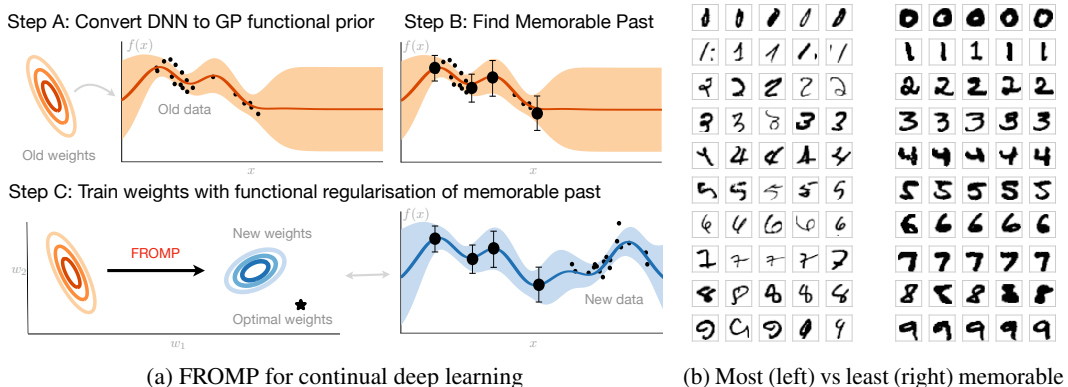 Step A: Convert DNN to GP functional prior
Step B: Find Memorable Past
f(x)
Old data
Old weights
x
f(x)
x
Step C: Train weights with functional regularisation of memorable past
w2
FROMP
New weights
Optimal weights
w1
f(x)
New data
x
(a) FROMP for continual deep learning
(b) Most (left) vs least (right) memorable